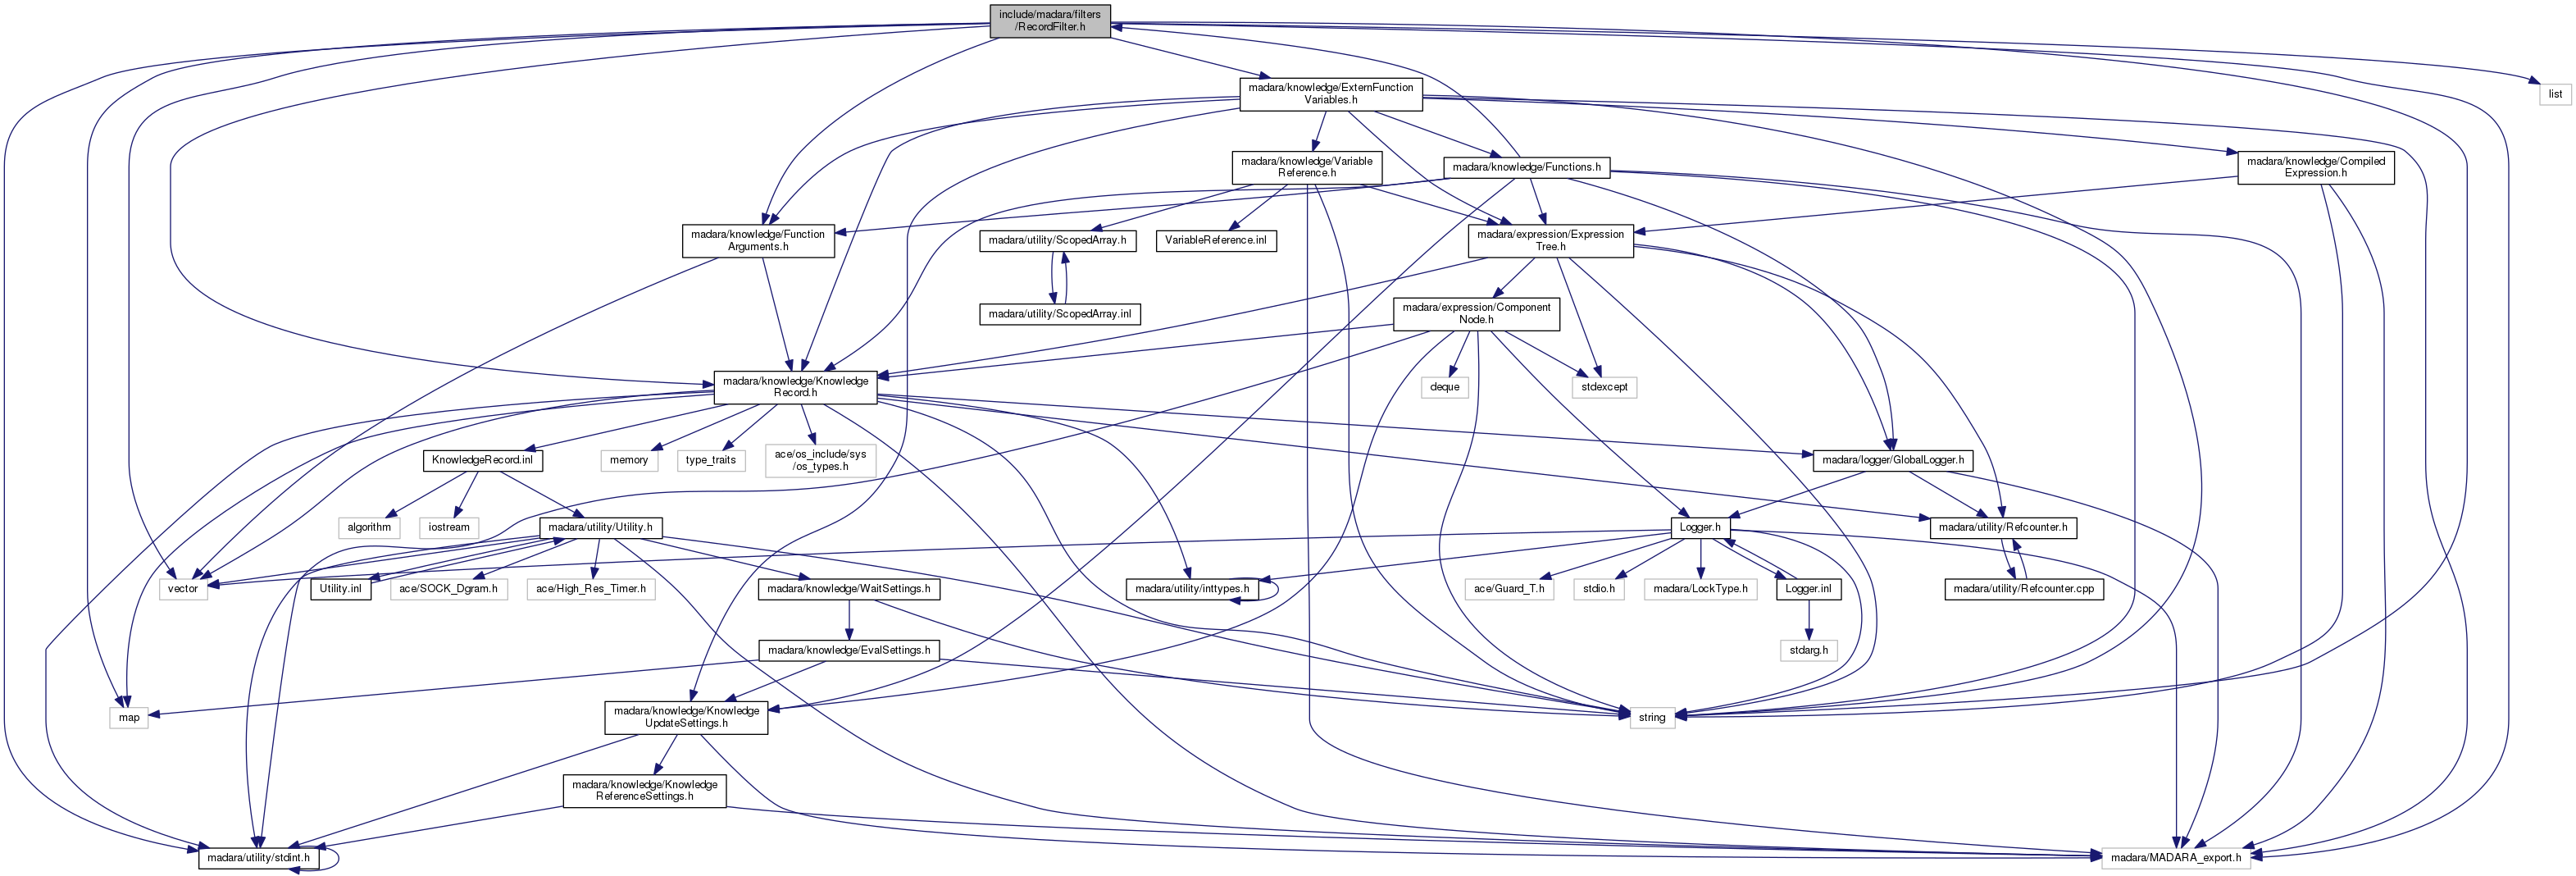 include/madara/filters
/RecordFilter.h
list
madara/knowledge/ExternFunction
Variables.h
madara/knowledge/Variable
Reference.h
madara/knowledge/Functions.h
madara/knowledge/Compiled
Expression.h
madara/knowledge/Function
Arguments.h
madara/utility/ScopedArray.h
VariableReference.inl
madara/expression/Expression
Tree.h
madara/utility/ScopedArray.inl
madara/expression/Component
Node.h
madara/knowledge/Knowledge
Record.h
deque
stdexcept
KnowledgeRecord.inl
memory
type_traits
ace/os_include/sys
/os_types.h
madara/logger/GlobalLogger.h
algorithm
iostream
madara/utility/Utility.h
Logger.h
madara/utility/Refcounter.h
vector
Utility.inl
ace/SOCK_Dgram.h
ace/High_Res_Timer.h
madara/knowledge/WaitSettings.h
madara/utility/inttypes.h
ace/Guard_T.h
stdio.h
madara/LockType.h
Logger.inl
madara/utility/Refcounter.cpp
madara/knowledge/EvalSettings.h
stdarg.h
map
madara/knowledge/Knowledge
UpdateSettings.h
string
madara/knowledge/Knowledge
ReferenceSettings.h
madara/utility/stdint.h
madara/MADARA_export.h